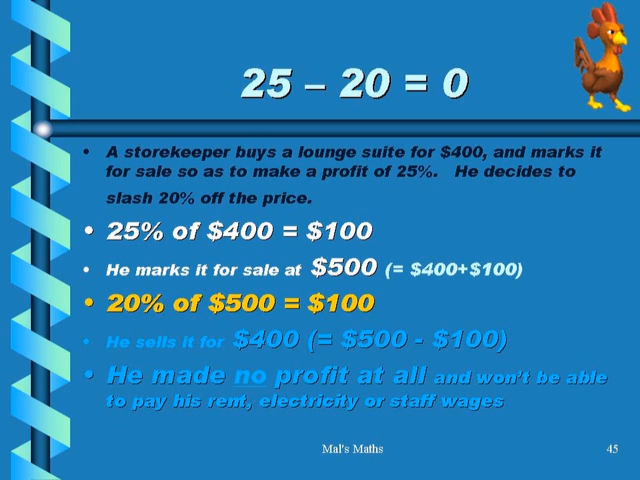 25 – 20 = 0
• A storekeeper buys a lounge suite for $400, and marks it
for sale so as to make a profit of 25%. He decides to
slash 20% off the price.
• 25% of $400 = $100
• He marks it for sale at $500 (= $400+$100)
• 20% of $500 = $100
• He sells it for $400 (= $500 - $100)
• He made no profit at all and won't be able
to pay his rent, electricity or staff wages
Mal's Maths 45